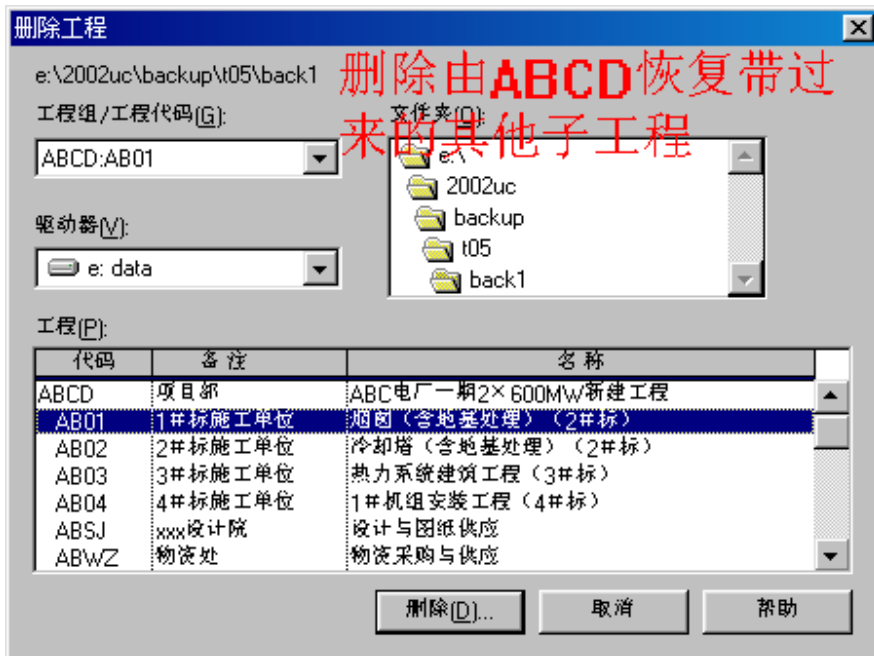 删除工程
e:\2002uc\backup\t05\back1
删除由ABCD恢复带过
来的其他子工程
工程组/工程代码(G):
文件夹(O):
ABCD:AB01
e:\
2002uc
backup
t05
back1
驱动器(V):
e: data
工程(P):
代码 备注 名称
ABCD 项目部 ABC电厂一期2×600MW新建工程
AB01 1#标施工单位 烟囱（含地基处理）（2#标）
AB02 2#标施工单位 冷却塔（含地基处理）（2#标）
AB03 3#标施工单位 热力系统建筑工程（3#标）
AB04 4#标施工单位 1#机组安装工程（4#标）
ABSJ xxx设计院 设计与图纸供应
ABWZ 物资处 物资采购与供应
删除(D)... 取消 帮助